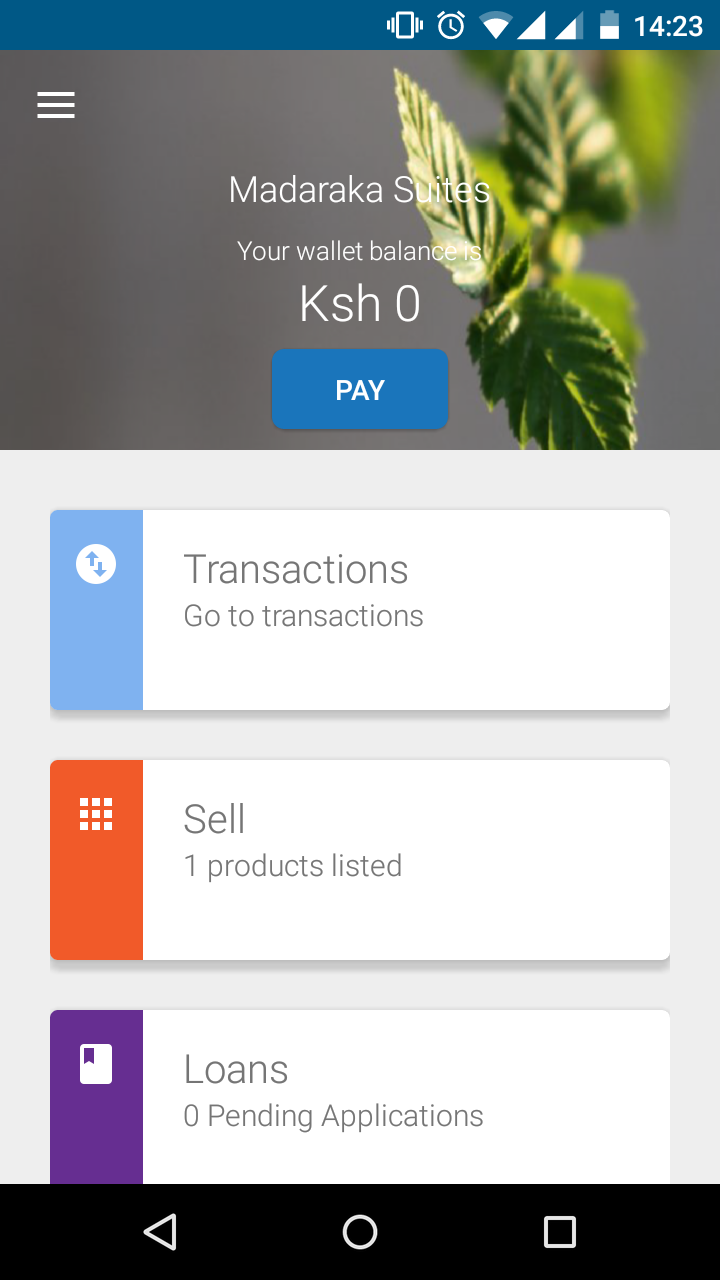 14:23
Madaraka Suites
Your wallet balance is
Ksh 0
PAY
Transactions
Go to transactions
Sell
1 products listed
Loans
0 Pending Applications